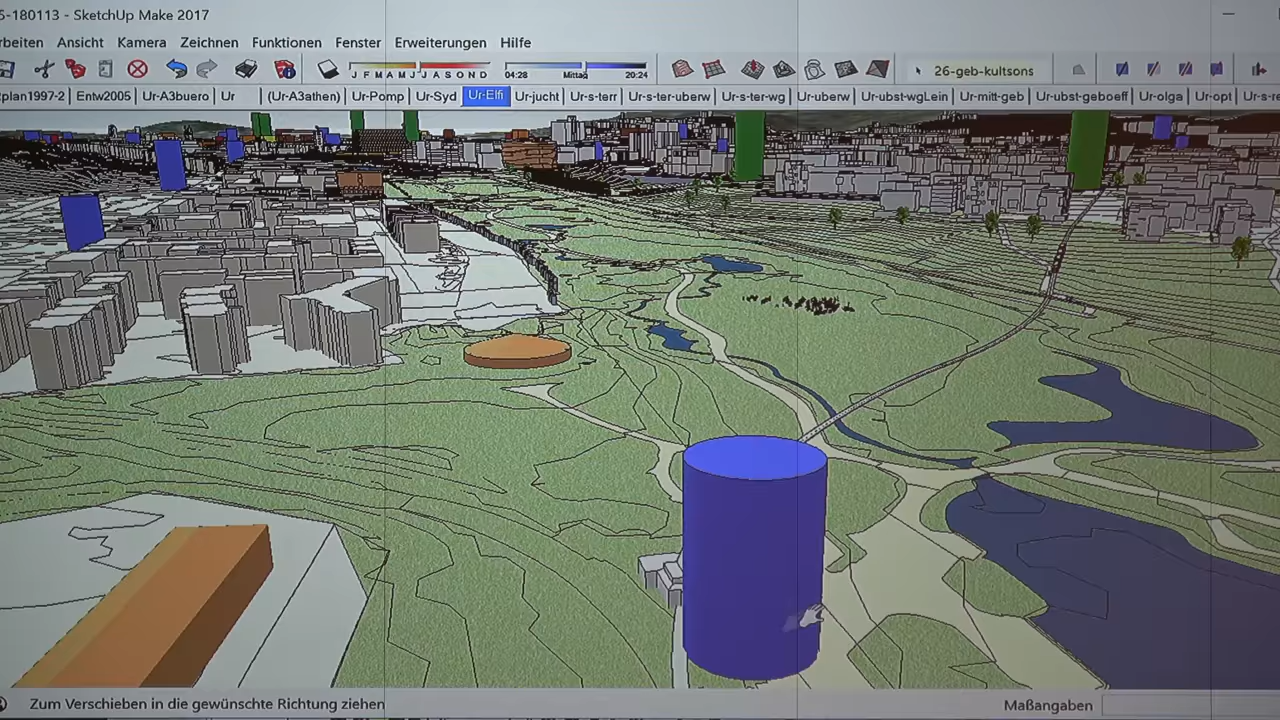 5-180113 - SketchUp Make 2017
rbeiten Ansicht Kamera Zeichnen Funktionen Fenster Erweiterungen Hilfe
J F M A M J J A S O N D 04:28 Mittag 20:24 26-geb-kultsons
plan1997-2 Entw2005 Ur-A3buero Ur (Ur-A3athen) Ur-Pomp Ur-Syd Ur-Elfi Ur-jucht Ur-s-terr Ur-s-ter-uberw Ur-s-ter-wg Ur-uberw Ur-ubst-wgLein Ur-mitt-geb Ur-ubst-geboeff Ur-olga Ur-opt Ur-s-re
Zum Verschieben in die gewünschte Richtung ziehen Maßangaben